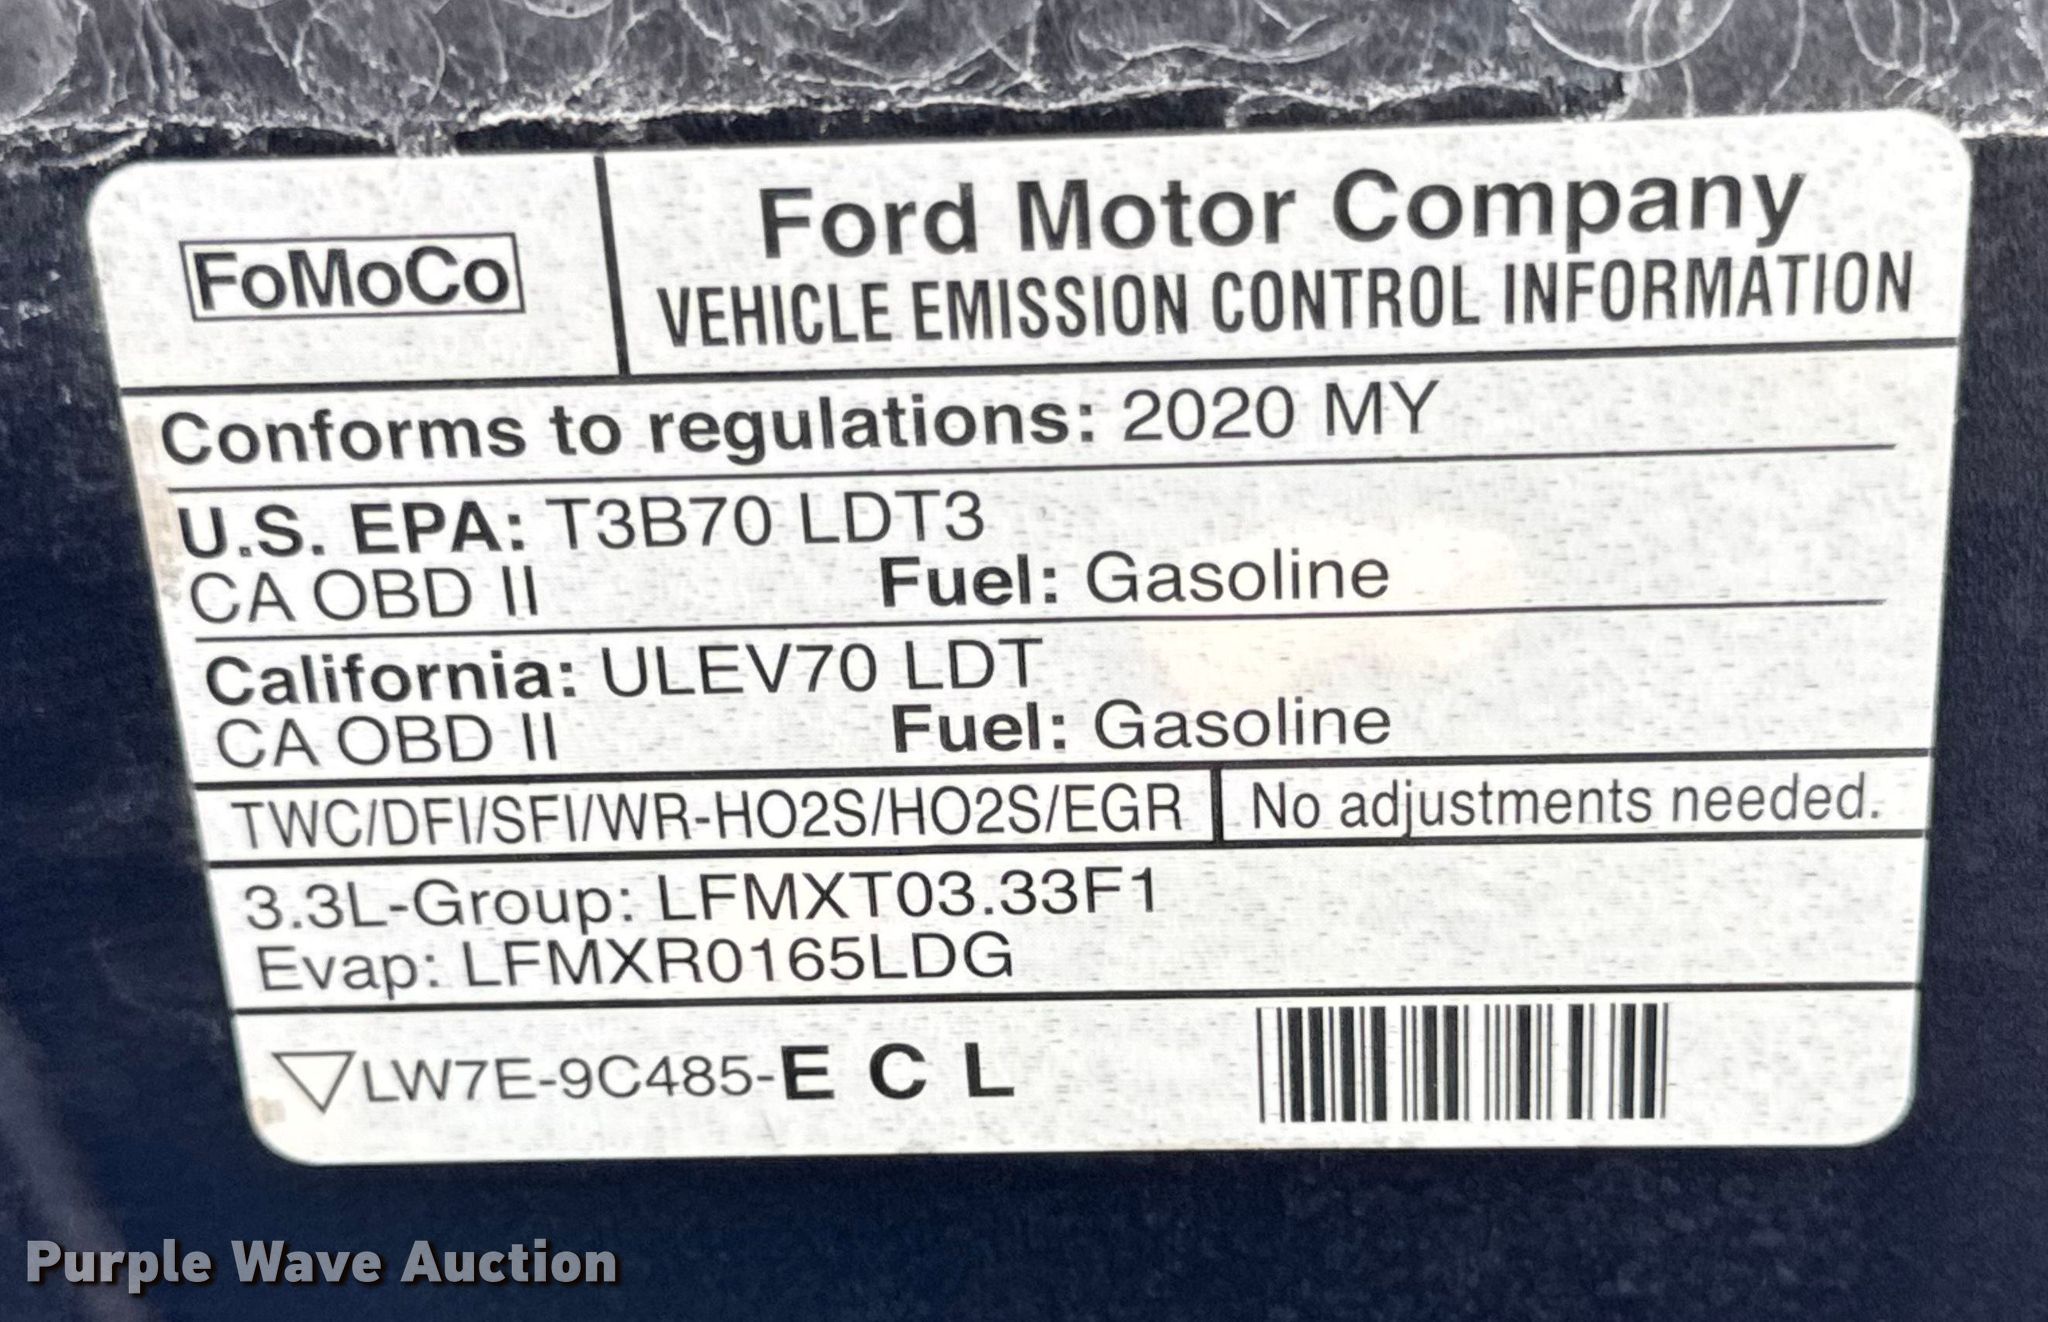 FoMoCo
Ford Motor Company
VEHICLE EMISSION CONTROL INFORMATION
Conforms to regulations: 2020 MY
U.S. EPA: T3B70 LDT3
CA OBD II Fuel: Gasoline
California: ULEV70 LDT
CA OBD II Fuel: Gasoline
TWC/DFI/SFI/WR-HO2S/HO2S/EGR No adjustments needed.
3.3L-Group: LFMXT03.33F1
Evap: LFMXR0165LDG
LW7E-9C485-E C L
Purple Wave Auction